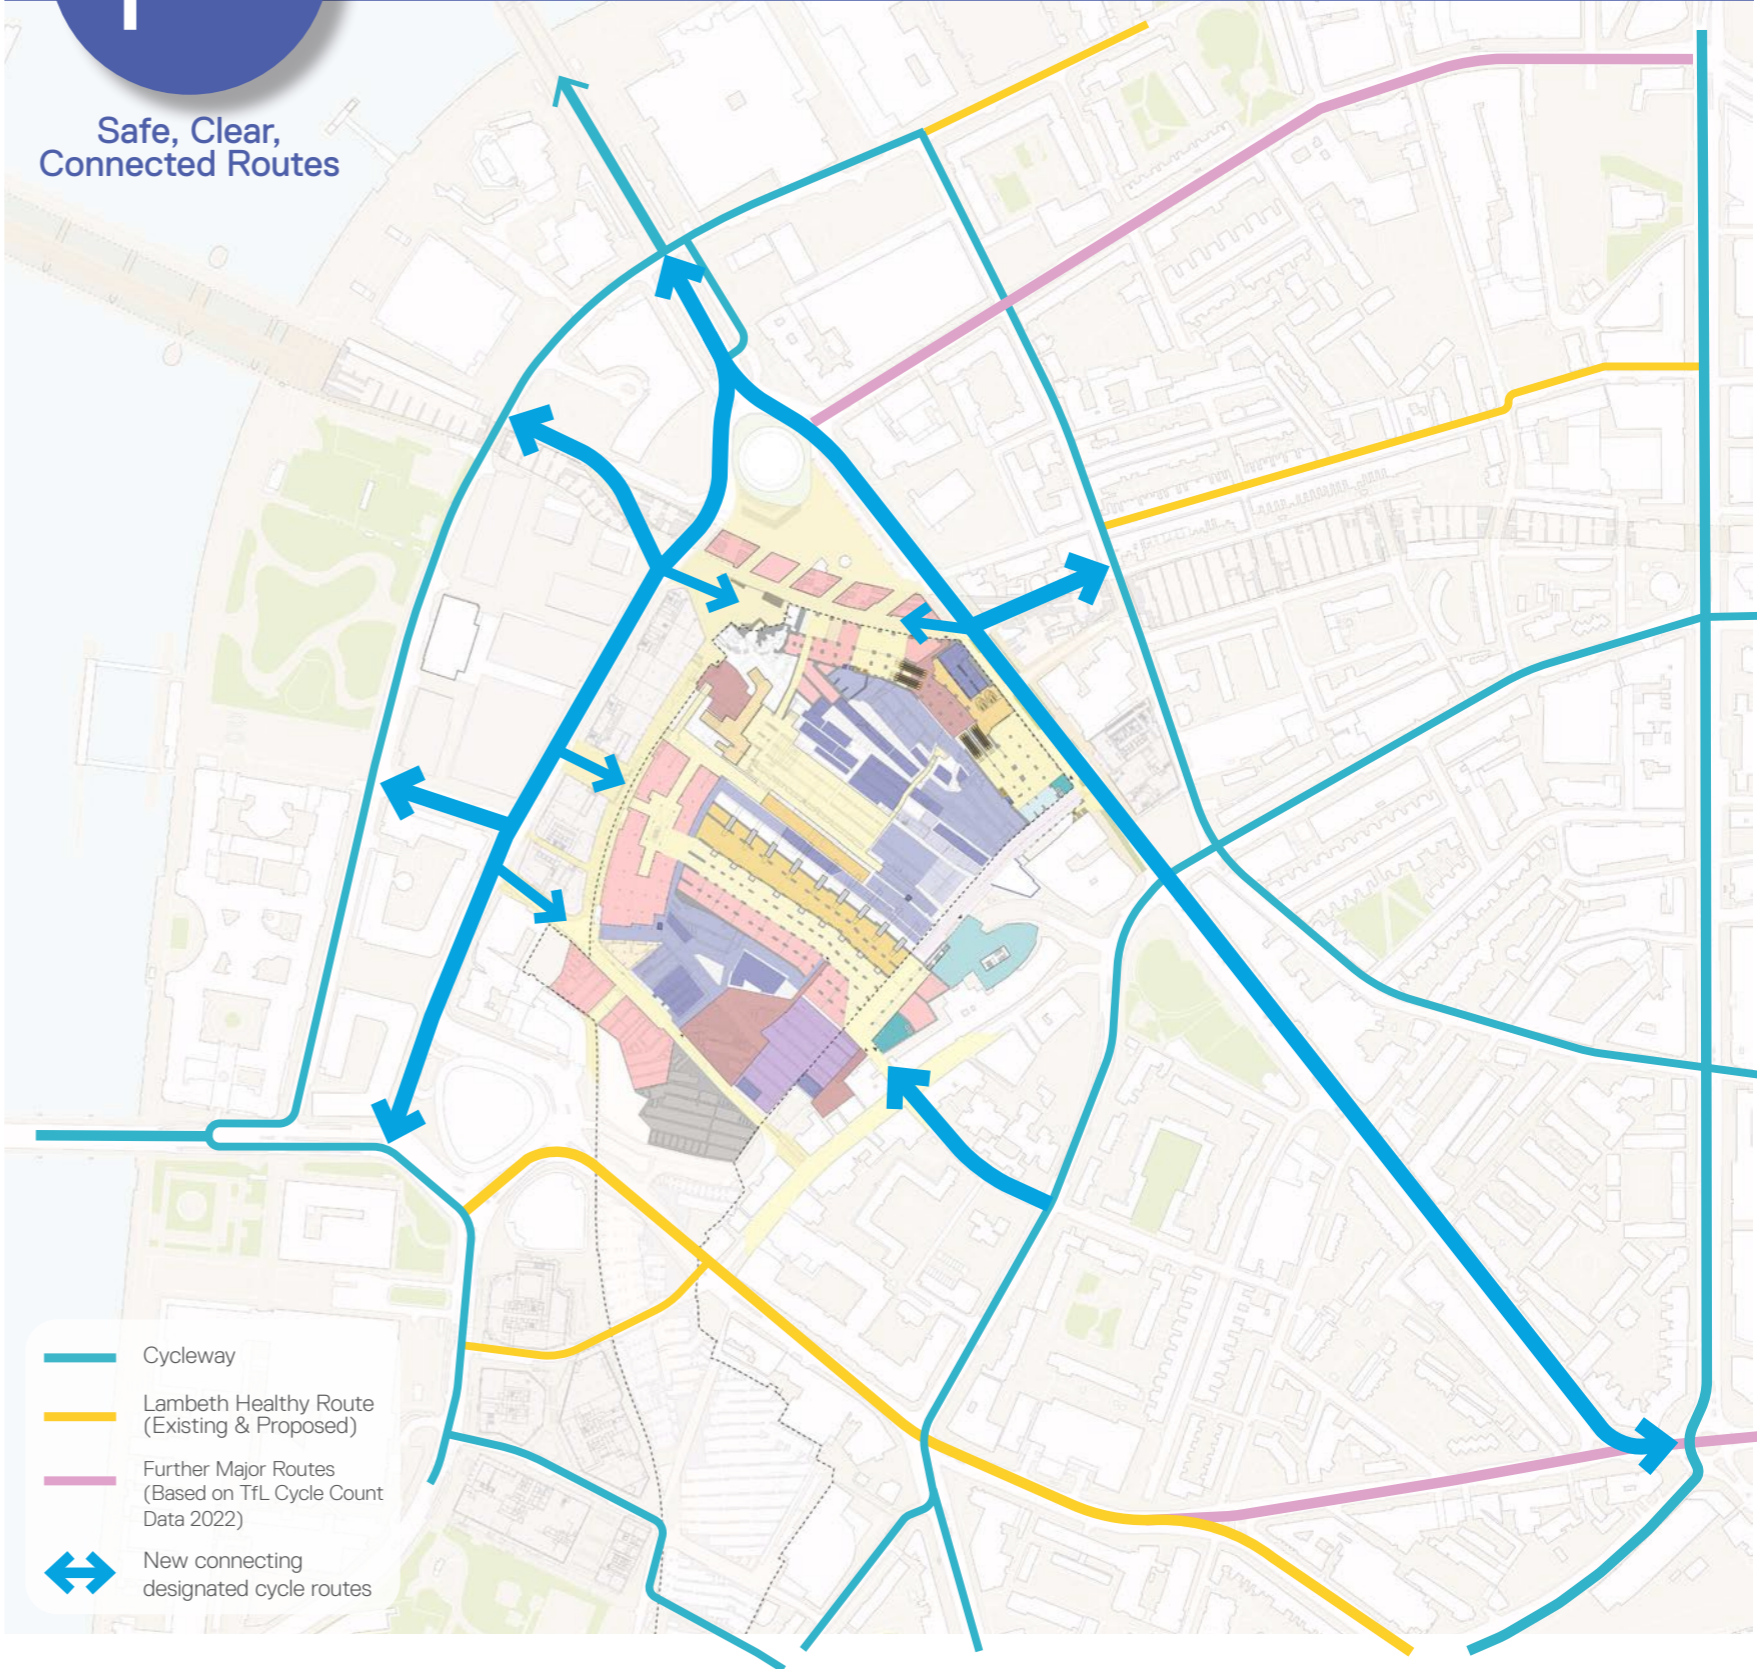 Safe, Clear,
Connected Routes
Cycleway
Lambeth Healthy Route
(Existing & Proposed)
Further Major Routes
(Based on TfL Cycle Count
Data 2022)
New connecting
designated cycle routes